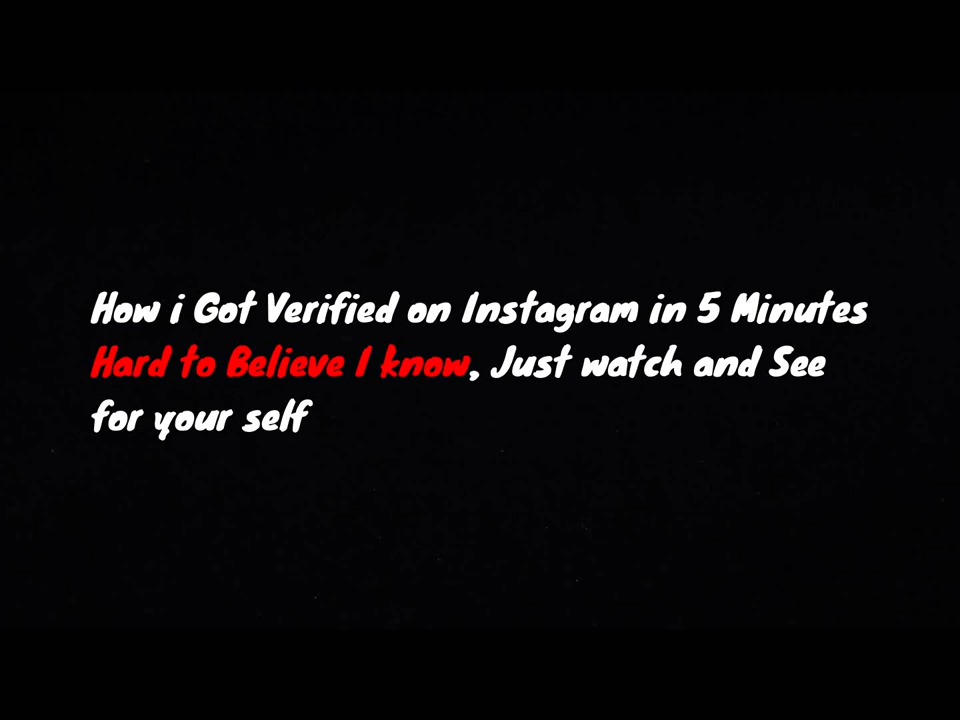 How i Got Verified on Instagram in 5 Minutes
Hard to Believe I know, Just watch and See
for your self